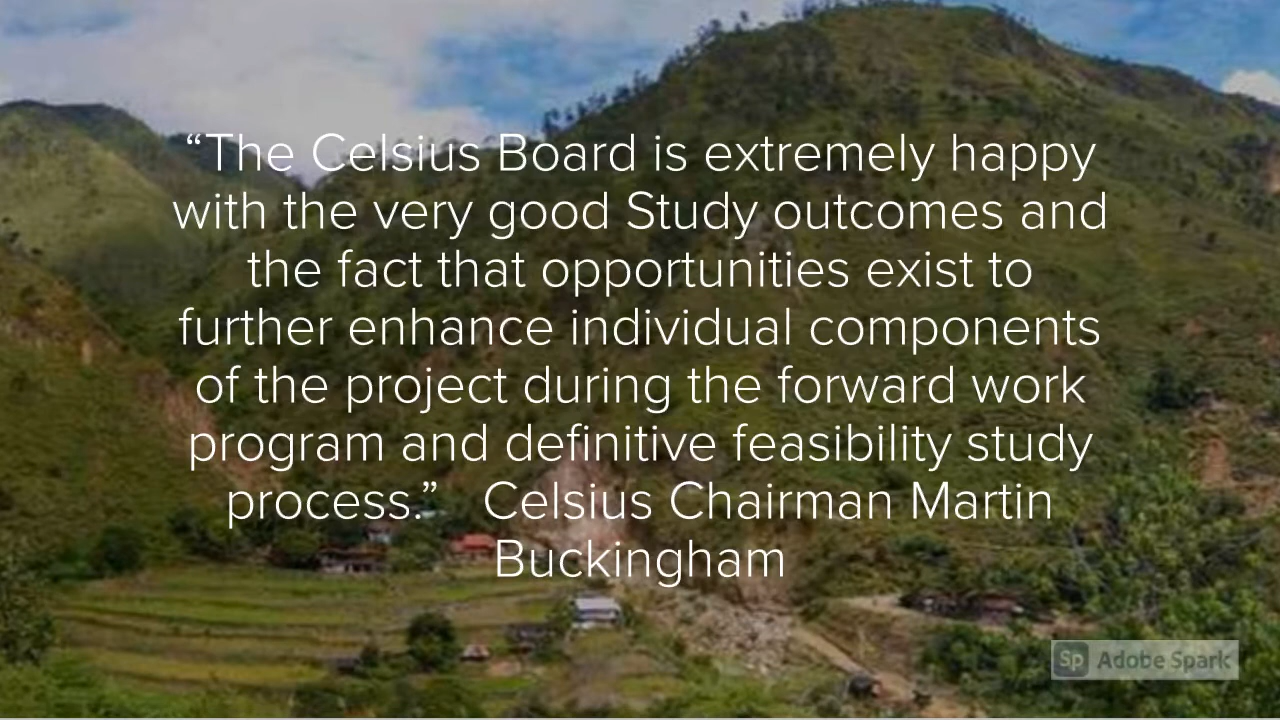 “The Celsius Board is extremely happy
with the very good Study outcomes and
the fact that opportunities exist to
further enhance individual components
of the project during the forward work
program and definitive feasibility study
process.” Celsius Chairman Martin
Buckingham
Sp Adobe Spark